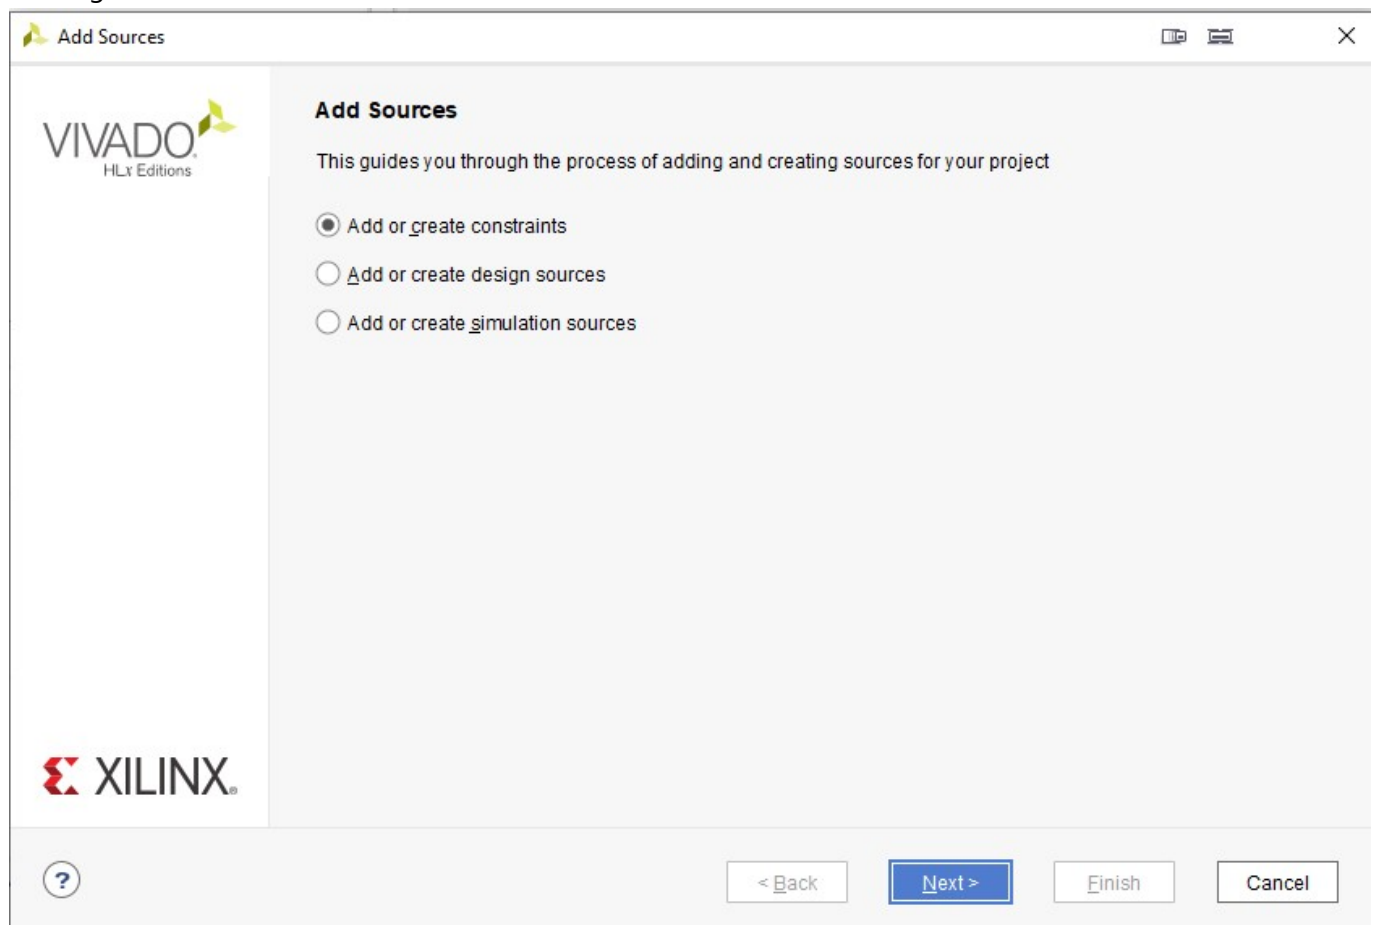 Add Sources
VIVADO.
HLx Editions
Add Sources
This guides you through the process of adding and creating sources for your project
Add or create constraints
Add or create design sources
Add or create simulation sources
XILINX
?
< Back
Next >
Finish
Cancel